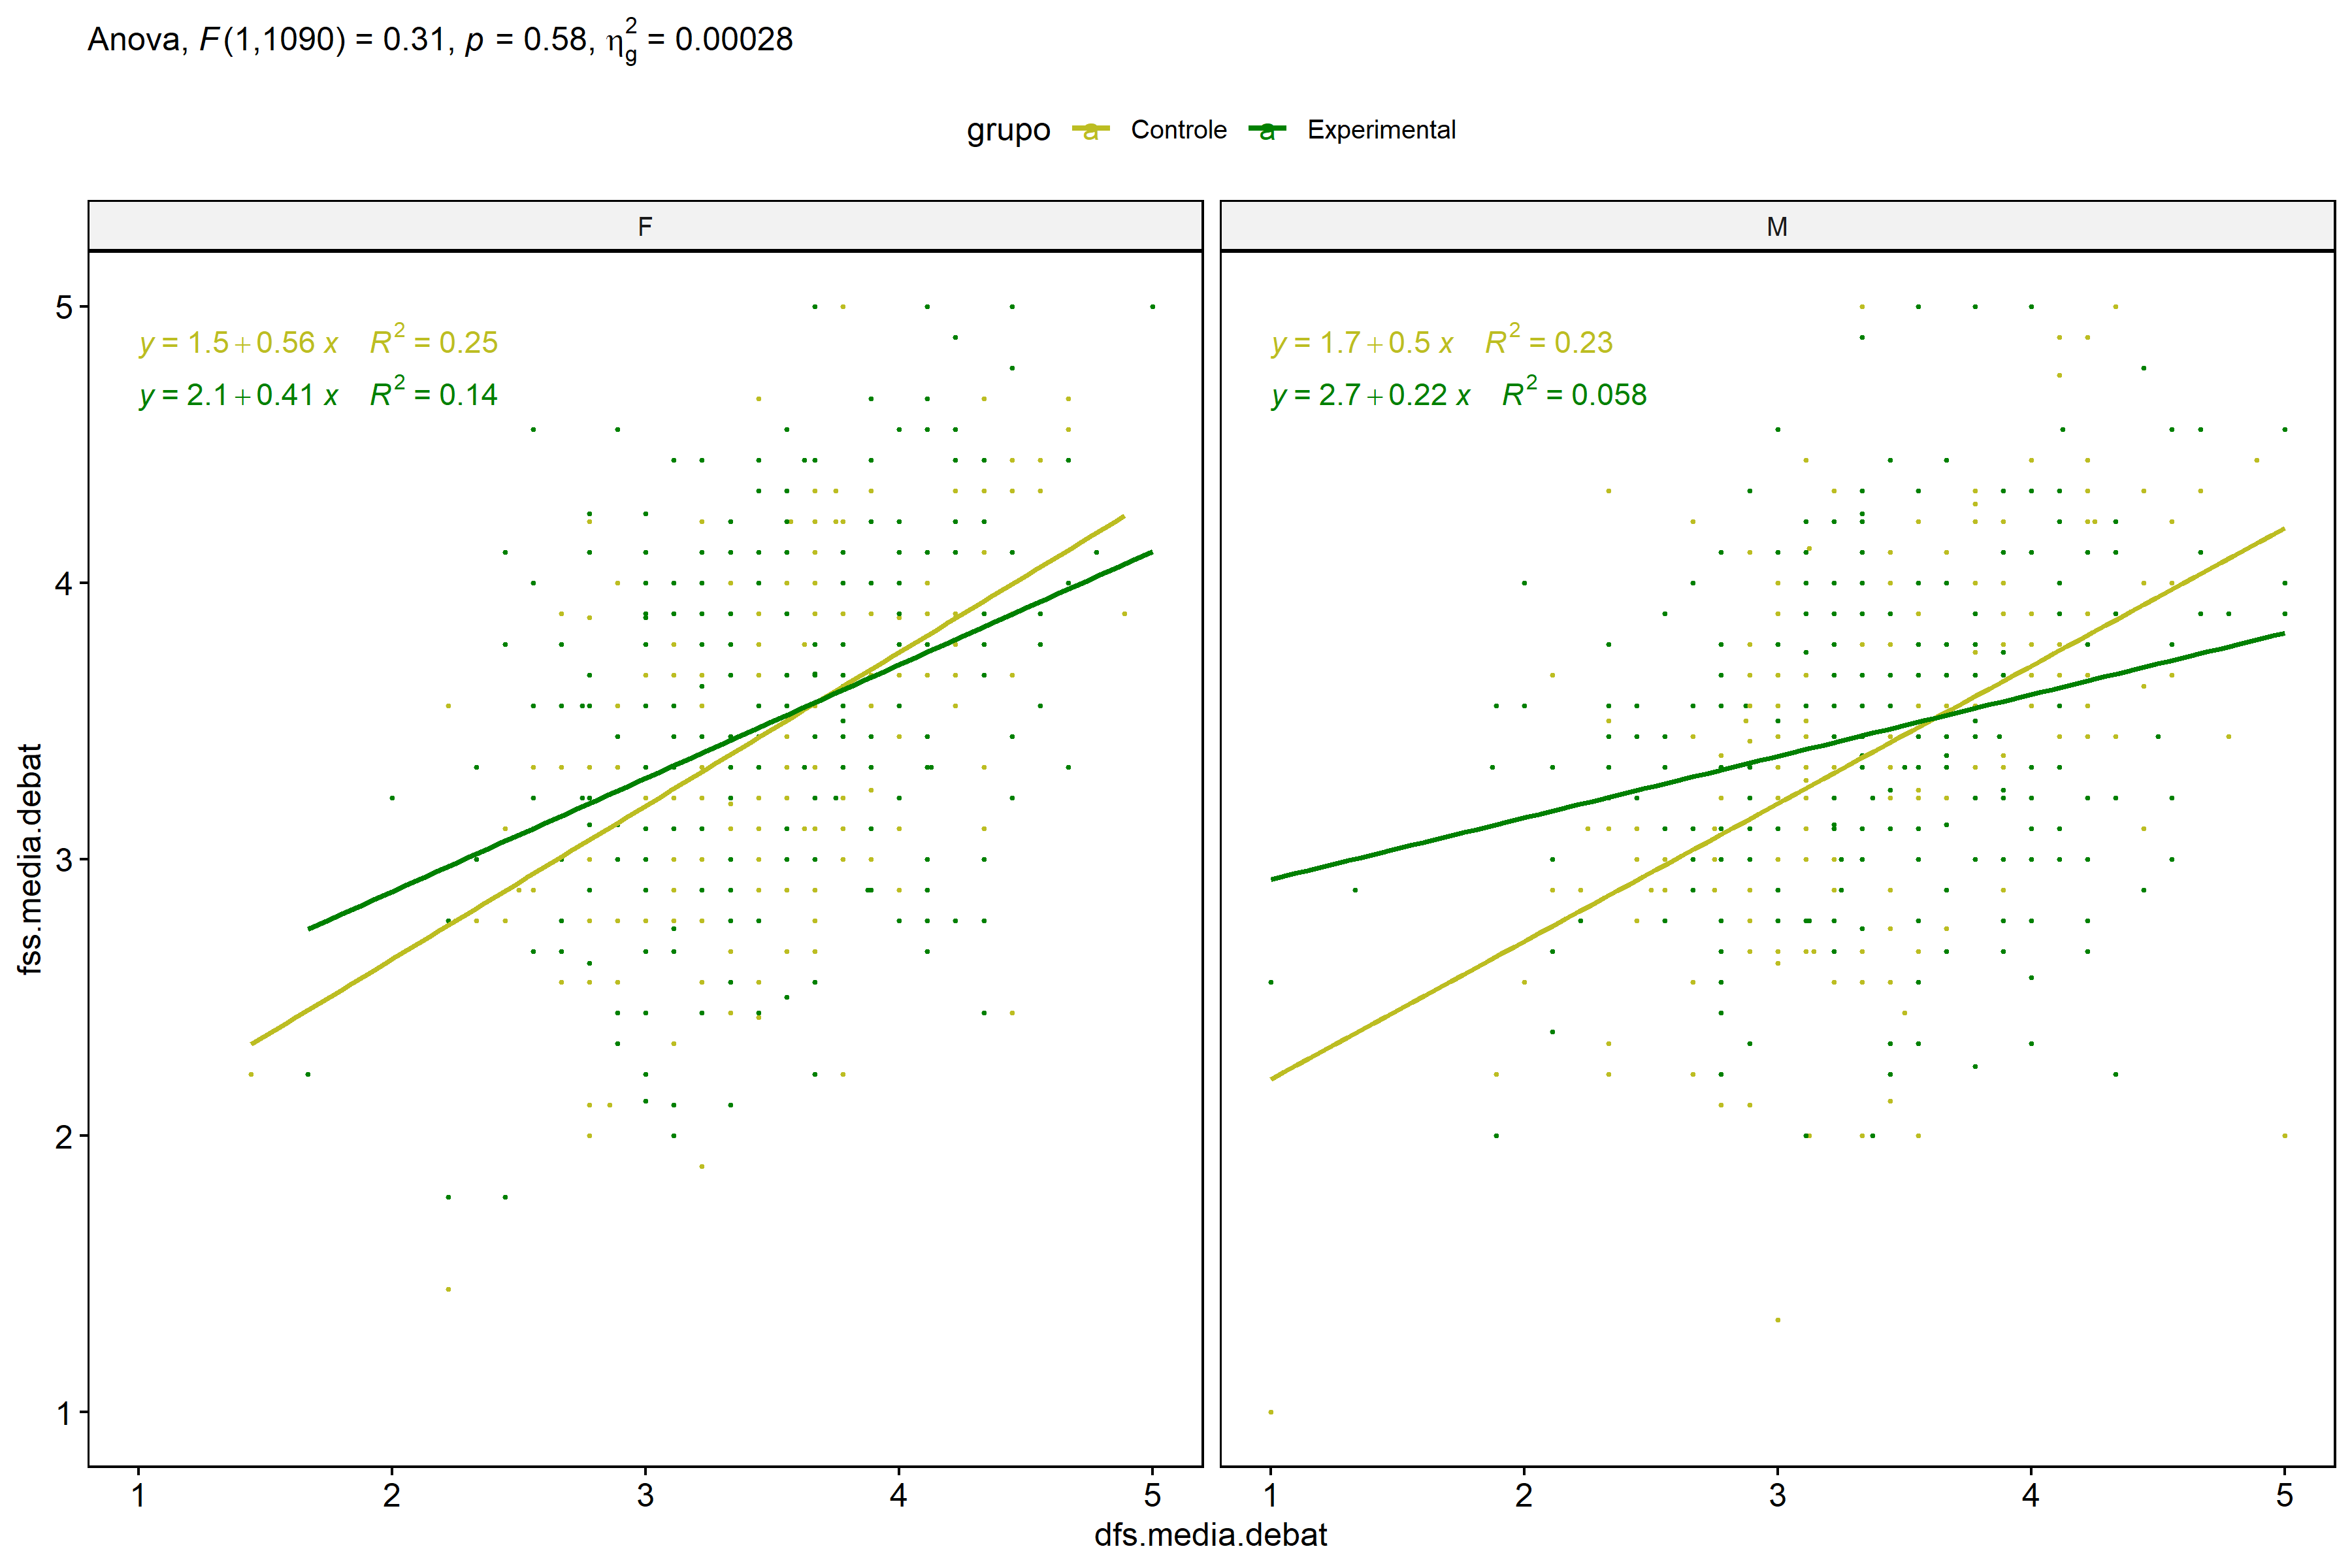 Anova, F(1,1090) = 0.31, p = 0.58, η²g = 0.00028
grupo a Controle a Experimental
F
M
y = 1.5 + 0.56 x R² = 0.25
y = 2.1 + 0.41 x R² = 0.14
y = 1.7 + 0.5 x R² = 0.23
y = 2.7 + 0.22 x R² = 0.058
fss.media.debat
5
4
3
2
1
1 2 3 4 5
1 2 3 4 5
dfs.media.debat